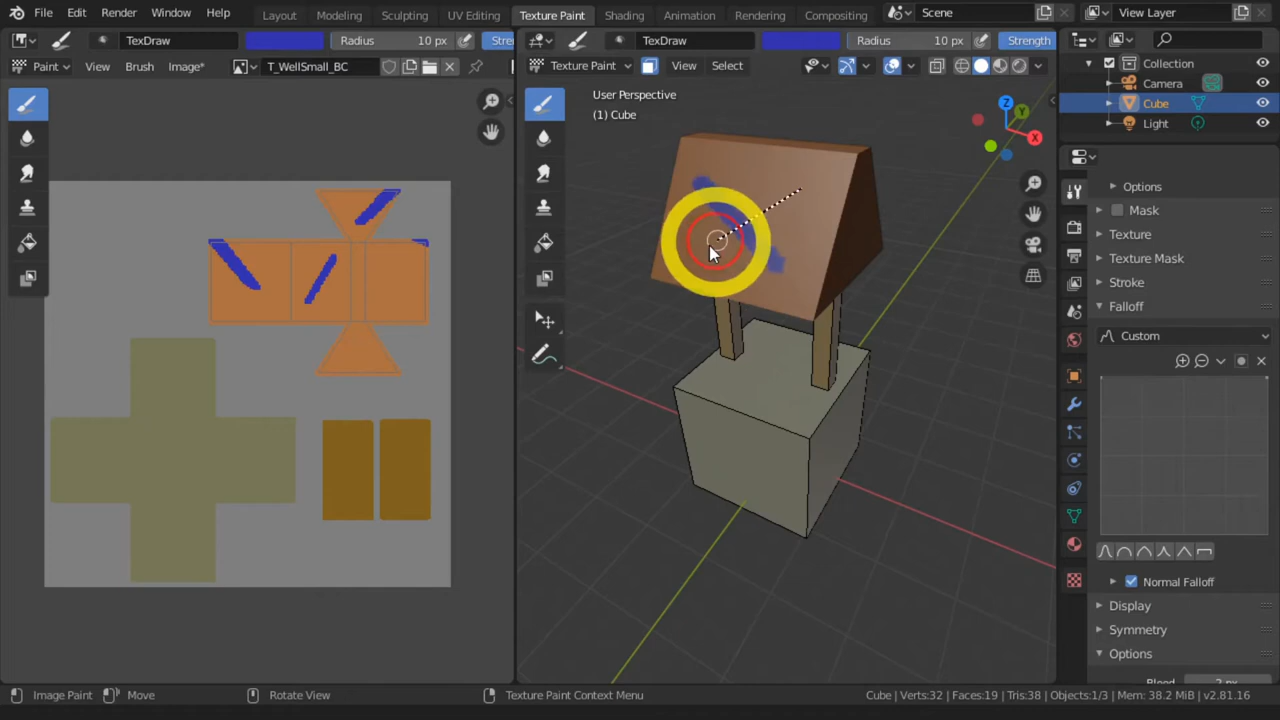 File Edit Render Window Help Layout Modeling Sculpting UV Editing Texture Paint Shading Animation Rendering Compositing Scene View Layer
TexDraw Radius 10 px Stre TexDraw Radius 10 px Strength
Paint View Brush Image* T_WellSmall_BC Texture Paint View Select
User Perspective
(1) Cube
Z
Y
X
Collection
Camera
Cube
Light
Options
Mask
Texture
Texture Mask
Stroke
Falloff
Custom
Normal Falloff
Display
Symmetry
Options
Image Paint Move Rotate View Texture Paint Context Menu Cube | Verts:32 | Faces:19 | Tris:38 | Objects:1/3 | Mem: 38.2 MiB | v2.81.16